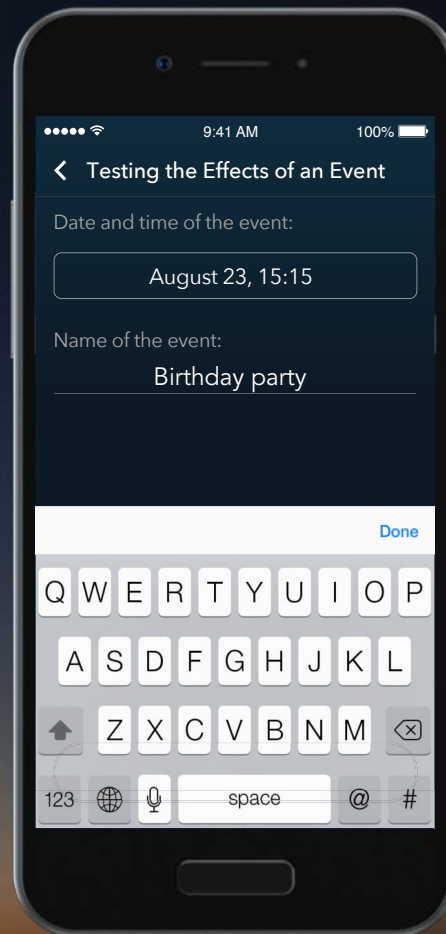 9:41 AM 100%
Testing the Effects of an Event
Date and time of the event:
August 23, 15:15
Name of the event:
Birthday party
Done
Q W E R T Y U I O P
A S D F G H J K L
Z X C V B N M
123 space @ #